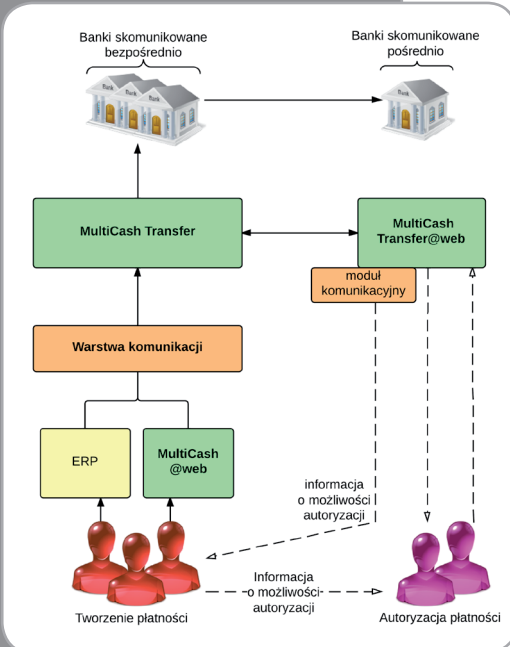 Banki skomunikowane
bezpośrednio
Banki skomunikowane
pośrednio
Bank
Bank
Bank
Bank
MultiCash Transfer
MultiCash
Transfer@web
moduł
komunikacyjny
Warstwa komunikacji
ERP
MultiCash
@web
informacja
o możliwości
autoryzacji
Informacja
o możliwości
autoryzacji
Tworzenie płatności
Autoryzacja płatności